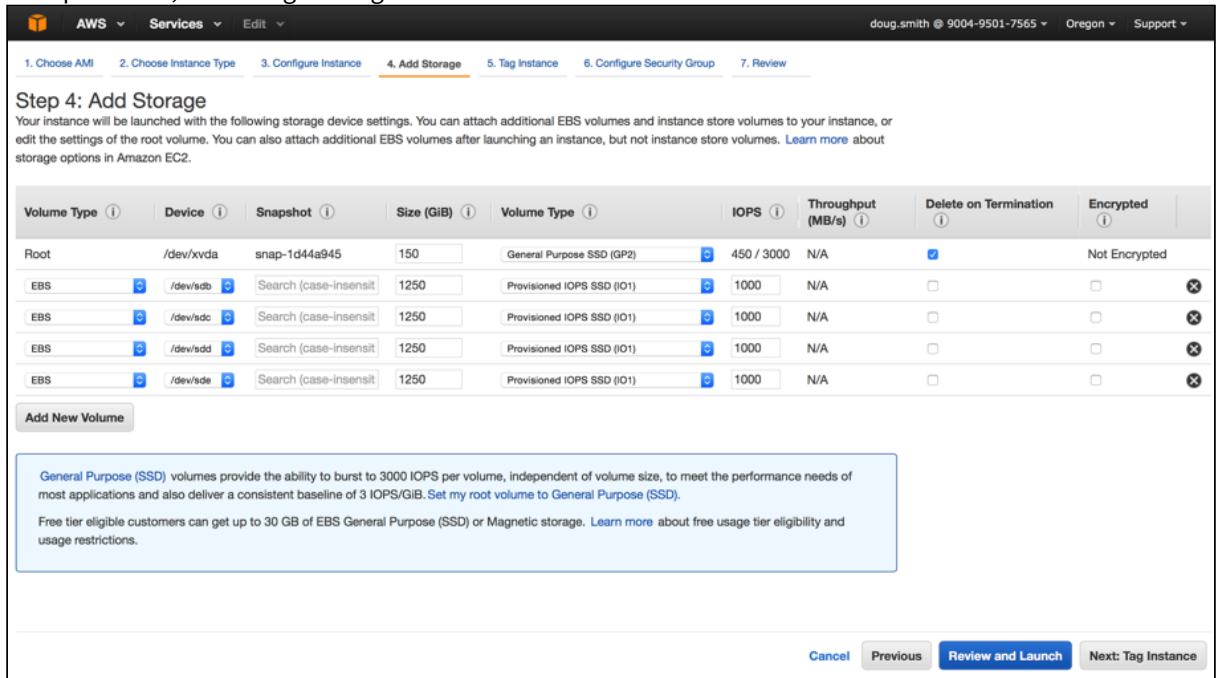 AWS Services Edit doug.smith @ 9004-9501-7565 Oregon Support
1. Choose AMI 2. Choose Instance Type 3. Configure Instance 4. Add Storage 5. Tag Instance 6. Configure Security Group 7. Review
Step 4: Add Storage
Your instance will be launched with the following storage device settings. You can attach additional EBS volumes and instance store volumes to your instance, or
edit the settings of the root volume. You can also attach additional EBS volumes after launching an instance, but not instance store volumes. Learn more about
storage options in Amazon EC2.
Volume Type Device Snapshot Size (GiB) Volume Type IOPS Throughput (MB/s) Delete on Termination Encrypted
Root /dev/xvda snap-1d44a945 150 General Purpose SSD (GP2) 450 / 3000 N/A Not Encrypted
EBS /dev/sdb Search (case-insensit 1250 Provisioned IOPS SSD (IO1) 1000 N/A
EBS /dev/sdc Search (case-insensit 1250 Provisioned IOPS SSD (IO1) 1000 N/A
EBS /dev/sdd Search (case-insensit 1250 Provisioned IOPS SSD (IO1) 1000 N/A
EBS /dev/sde Search (case-insensit 1250 Provisioned IOPS SSD (IO1) 1000 N/A
Add New Volume
General Purpose (SSD) volumes provide the ability to burst to 3000 IOPS per volume, independent of volume size, to meet the performance needs of
most applications and also deliver a consistent baseline of 3 IOPS/GiB. Set my root volume to General Purpose (SSD).
Free tier eligible customers can get up to 30 GB of EBS General Purpose (SSD) or Magnetic storage. Learn more about free usage tier eligibility and
usage restrictions.
Cancel Previous Review and Launch Next: Tag Instance